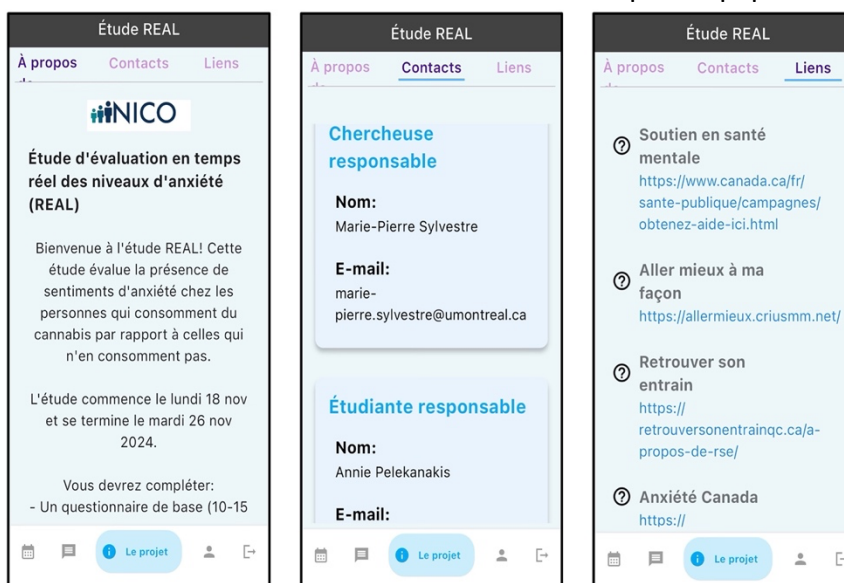 Étude REAL
À propos
Contacts
Liens
NICO
Étude d'évaluation en temps
réel des niveaux d'anxiété
(REAL)
Bienvenue à l'étude REAL! Cette
étude évalue la présence de
sentiments d'anxiété chez les
personnes qui consomment du
cannabis par rapport à celles qui
n'en consomment pas.
L'étude commence le lundi 18 nov
et se termine le mardi 26 nov
2024.
Vous devrez compléter:
- Un questionnaire de base (10-15
Le projet
Étude REAL
À propos
Contacts
Liens
Chercheuse
responsable
Nom:
Marie-Pierre Sylvestre
E-mail:
marie-
pierre.sylvestre@umontreal.ca
Étudiante responsable
Nom:
Annie Pelekanakis
E-mail:
Le projet
Étude REAL
À propos
Contacts
Liens
Soutien en santé
mentale
https://www.canada.ca/fr/
sante-publique/campagnes/
obtenez-aide-ici.html
Aller mieux à ma
façon
https://allermieux.criusmm.net/
Retrouver son
entrain
https://
retrouversonentrainqc.ca/a-
propos-de-rse/
Anxiété Canada
https://
Le projet